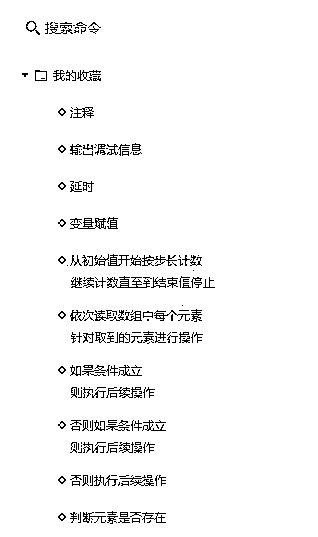 搜索命令
我的收藏
注释
输出调试信息
延时
变量赋值
从初始值开始按步长计数
继续计数直至到结束值停止
依次读取数组中每个元素
针对取到的元素进行操作
如果条件成立
则执行后续操作
否则如果条件成立
则执行后续操作
否则执行后续操作
判断元素是否存在